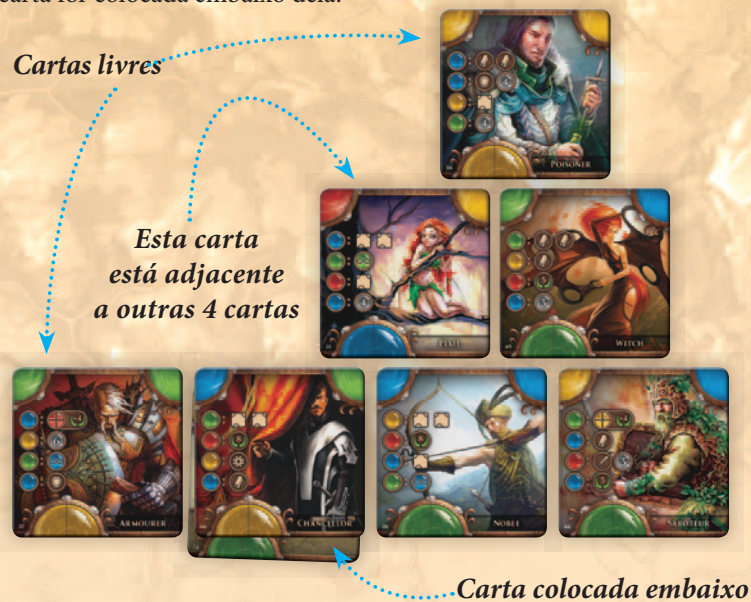 carta for colocada embaixo dela.
Cartas livres
POISONER
Esta carta
está adjacente
a outras 4 cartas
PIXIE
WITCH
ARMOURER
CHANCELLOR
NOBLE
SABOTEUR
Carta colocada embaixo